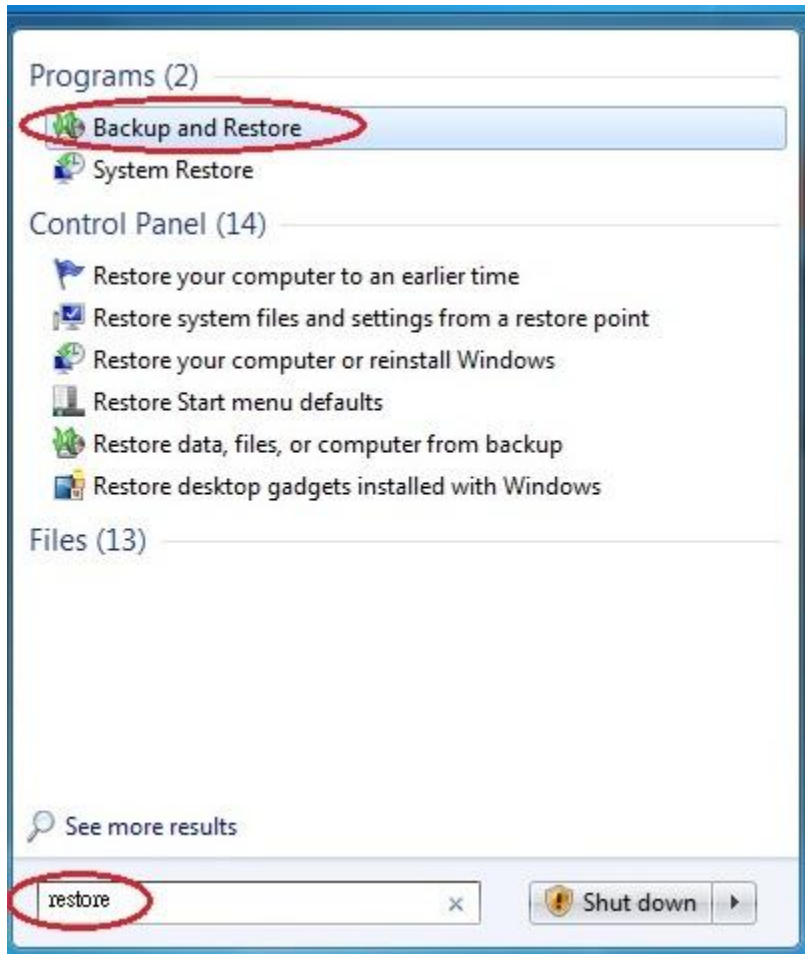 Programs (2)
Backup and Restore
System Restore
Control Panel (14)
Restore your computer to an earlier time
Restore system files and settings from a restore point
Restore your computer or reinstall Windows
Restore Start menu defaults
Restore data, files, or computer from backup
Restore desktop gadgets installed with Windows
Files (13)
See more results
restore
Shut down